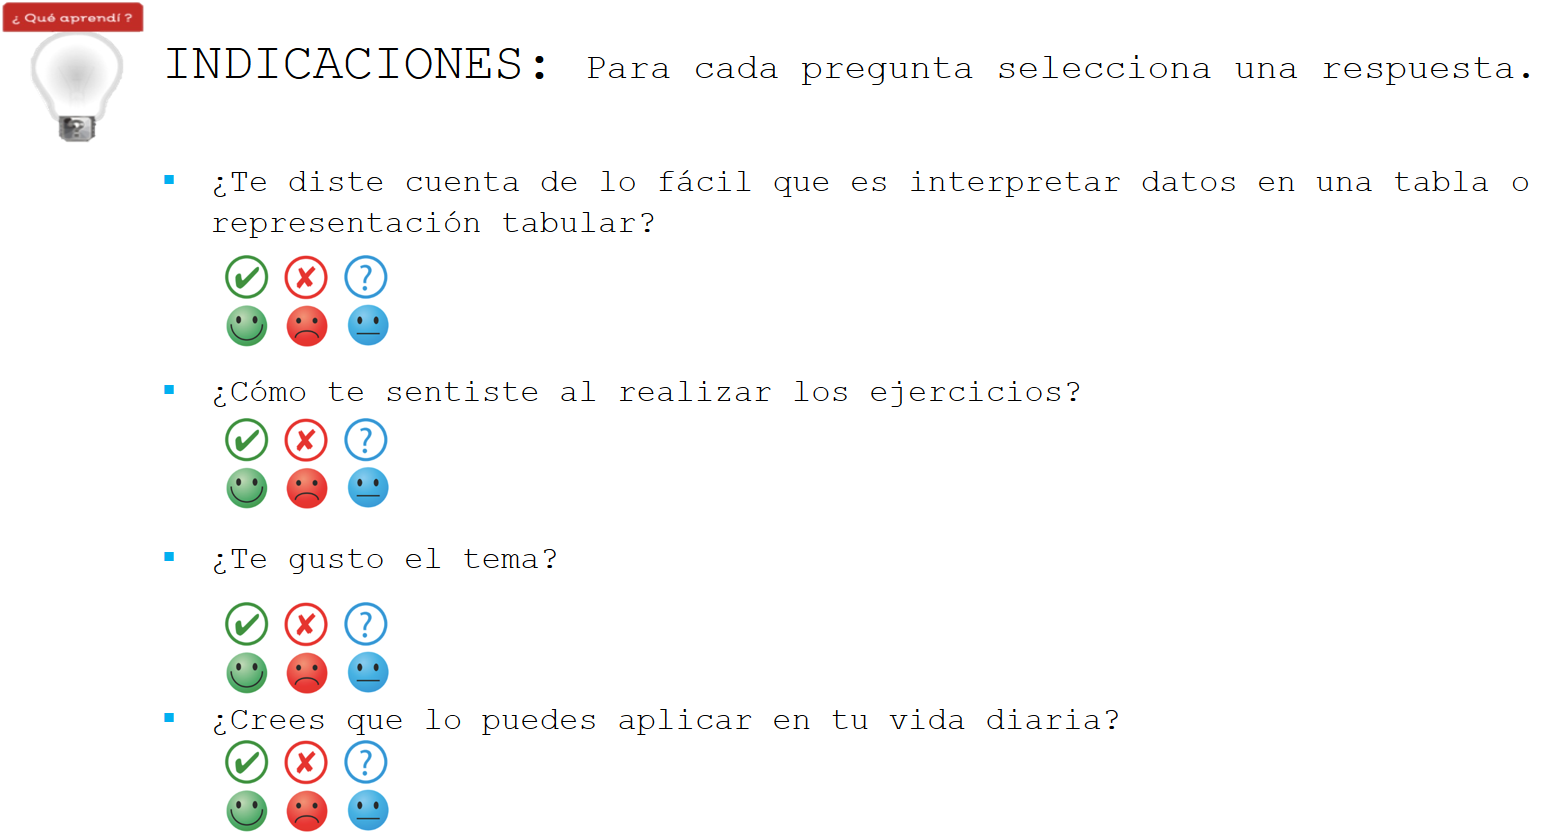 ¿ Qué aprendí ?
INDICACIONES: Para cada pregunta selecciona una respuesta.
¿Te diste cuenta de lo fácil que es interpretar datos en una tabla o
representación tabular?
¿Cómo te sentiste al realizar los ejercicios?
¿Te gusto el tema?
¿Crees que lo puedes aplicar en tu vida diaria?